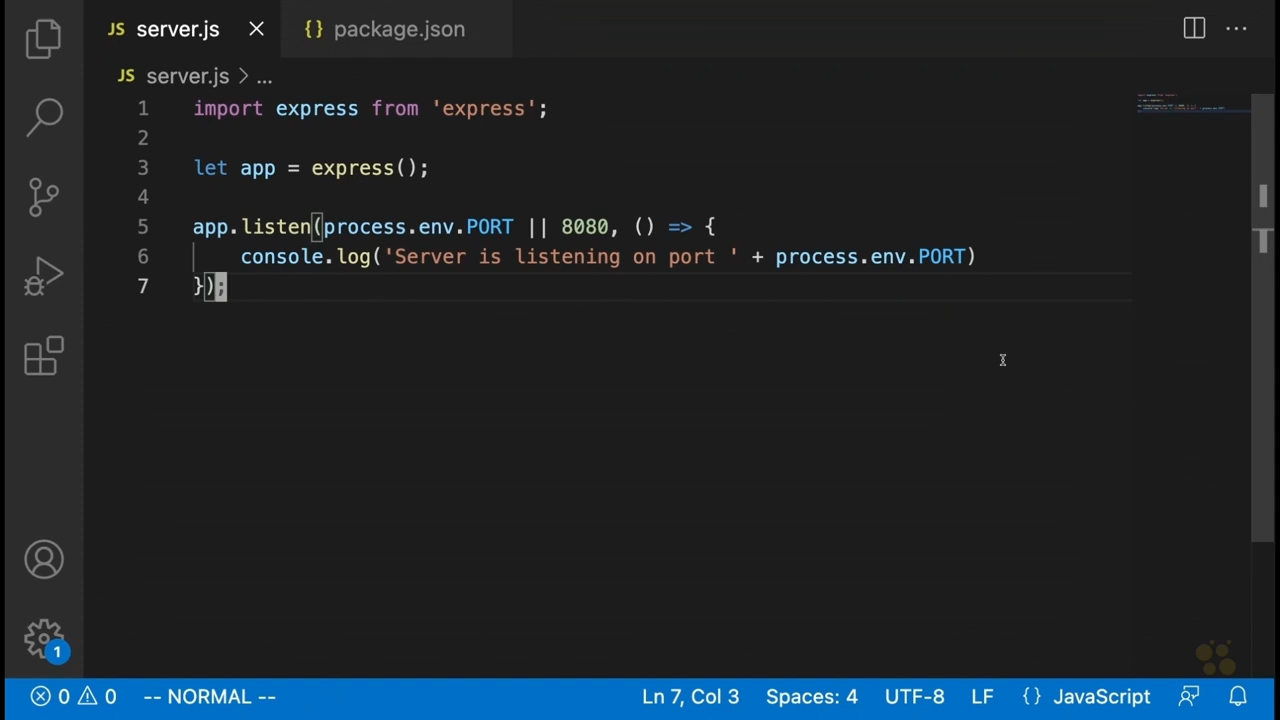 JS server.js
{} package.json
JS server.js > ...
1 import express from 'express';
2
3 let app = express();
4
5 app.listen(process.env.PORT || 8080, () => {
6 console.log('Server is listening on port ' + process.env.PORT)
7 });
1
0 0 -- NORMAL -- Ln 7, Col 3 Spaces: 4 UTF-8 LF {} JavaScript